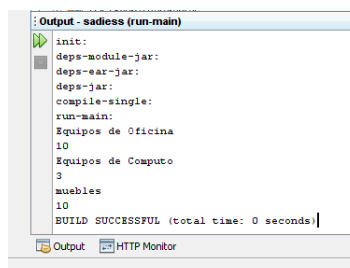 Output - sadiess (run-main)
init:
deps-module-jar:
deps-ear-jar:
deps-jar:
compile-single:
run-main:
Equipos de Oficina
10
Equipos de Computo
3
muebles
10
BUILD SUCCESSFUL (total time: 0 seconds)
Output HTTP Monitor